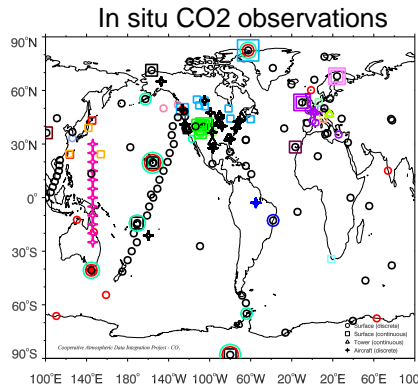 In situ CO2 observations
90°N
60°N
30°N
0°
30°S
60°S
90°S
Surface (discrete)
Surface (continuous)
Tower (continuous)
Aircraft (discrete)
Cooperative Atmospheric Data Integration Project - CO₂
100°E 140°E 180°W 140°W 100°W 60°W 20°W 20°E 60°E 100°E